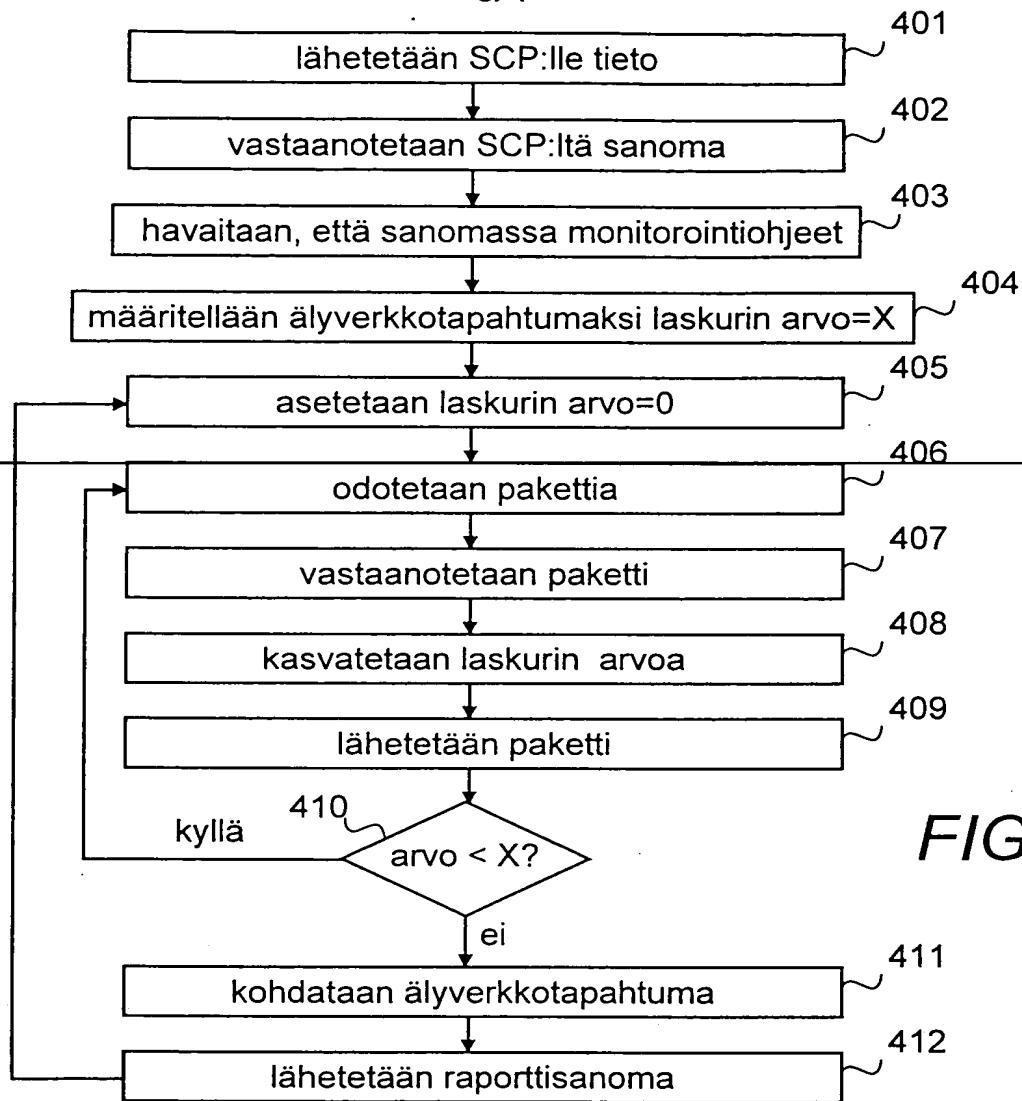 401
lähetetään SCP:lle tieto
402
vastaanotetaan SCP:ltä sanoma
403
havaitaan, että sanomassa monitorointiohjeet
404
määritellään älyverkkotapahtumaksi laskurin arvo=X
405
asetetaan laskurin arvo=0
406
odotetaan pakettia
407
vastaanotetaan paketti
408
kasvatetaan laskurin arvoa
409
lähetetään paketti
410
kyllä
arvo < X?
FIG
ei
411
kohdataan älyverkkotapahtuma
412
lähetetään raporttisanoma